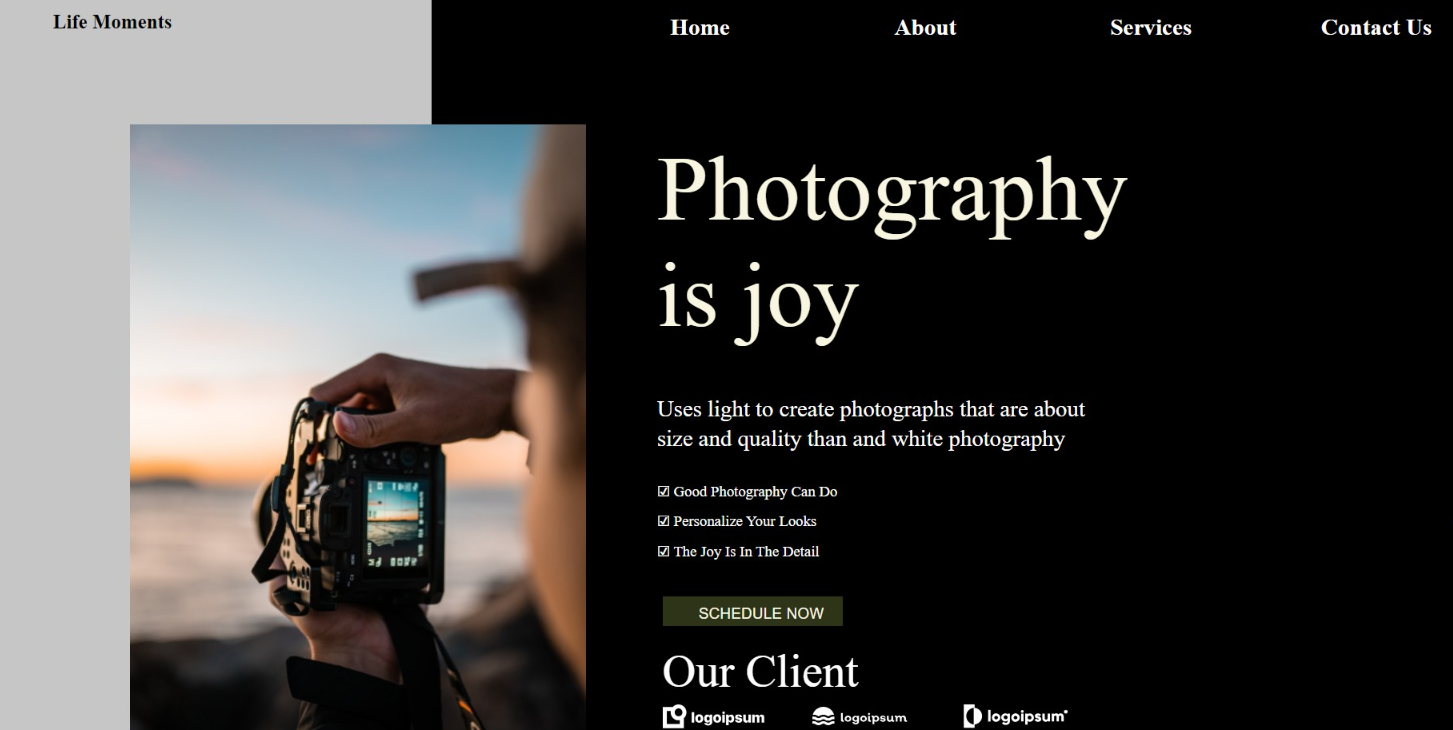 Life Moments
Home About Services Contact Us
Photography
is joy
Uses light to create photographs that are about
size and quality than and white photography
☑ Good Photography Can Do
☑ Personalize Your Looks
☑ The Joy Is In The Detail
SCHEDULE NOW
Our Client
logoipsum logoipsum logoipsum